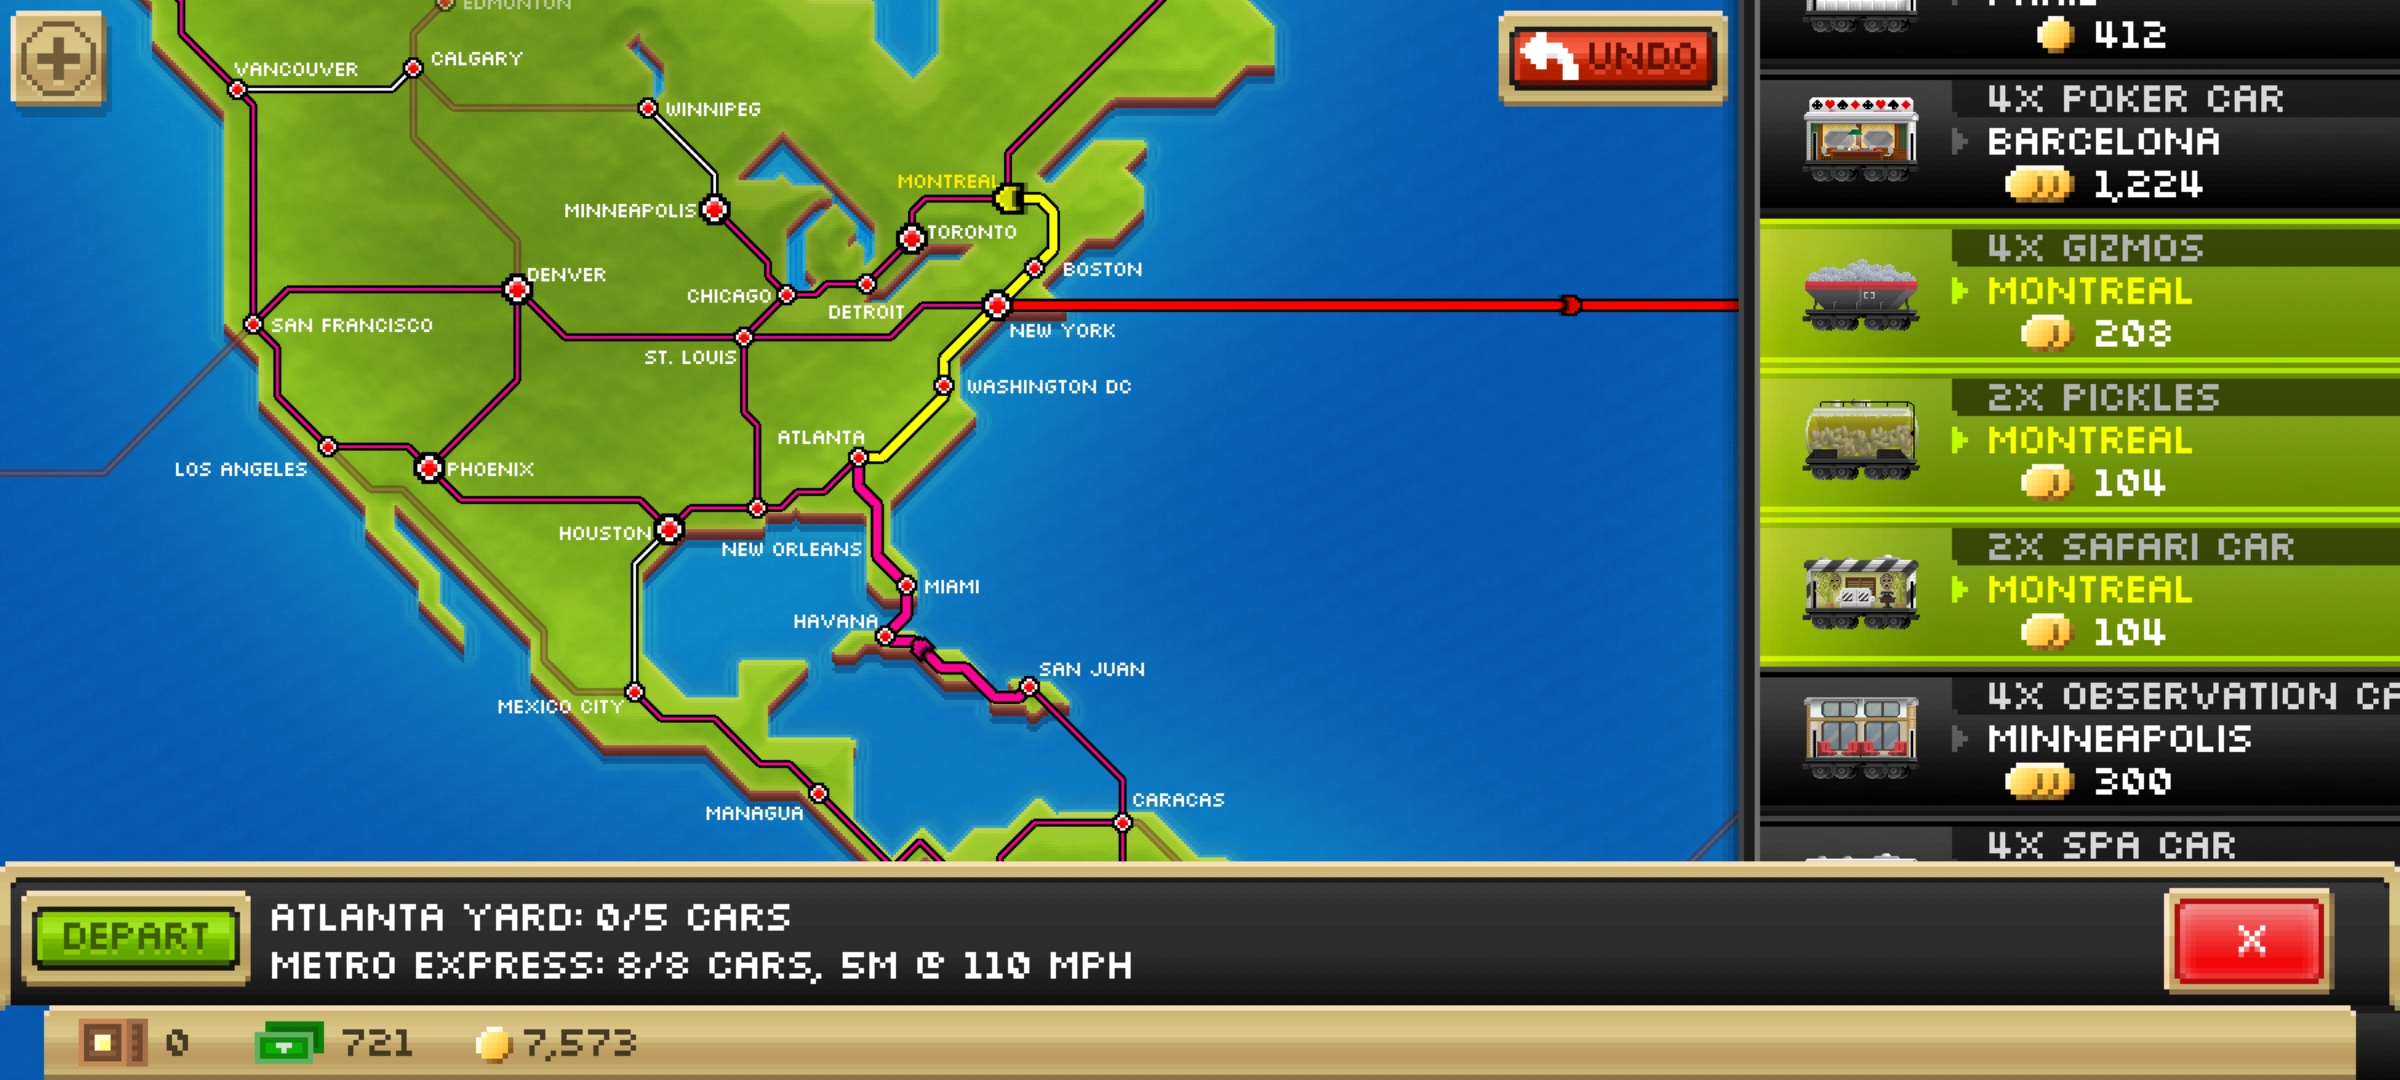 EDMONTON
VANCOUVER
CALGARY
WINNIPEG
MONTREAL
MINNEAPOLIS
TORONTO
DENVER
BOSTON
CHICAGO
DETROIT
SAN FRANCISCO
NEW YORK
ST. LOUIS
WASHINGTON DC
ATLANTA
LOS ANGELES
PHOENIX
HOUSTON
NEW ORLEANS
MIAMI
HAVANA
SAN JUAN
MEXICO CITY
MANAGUA
CARACAS
UNDO
412
4X POKER CAR
BARCELONA
1,224
4X GIZMOS
MONTREAL
208
2X PICKLES
MONTREAL
104
2X SAFARI CAR
MONTREAL
104
4X OBSERVATION CA
MINNEAPOLIS
300
4X SPA CAR
DEPART
ATLANTA YARD: 0/5 CARS
METRO EXPRESS: 8/8 CARS, 5M @ 110 MPH
X
0
721
7,573